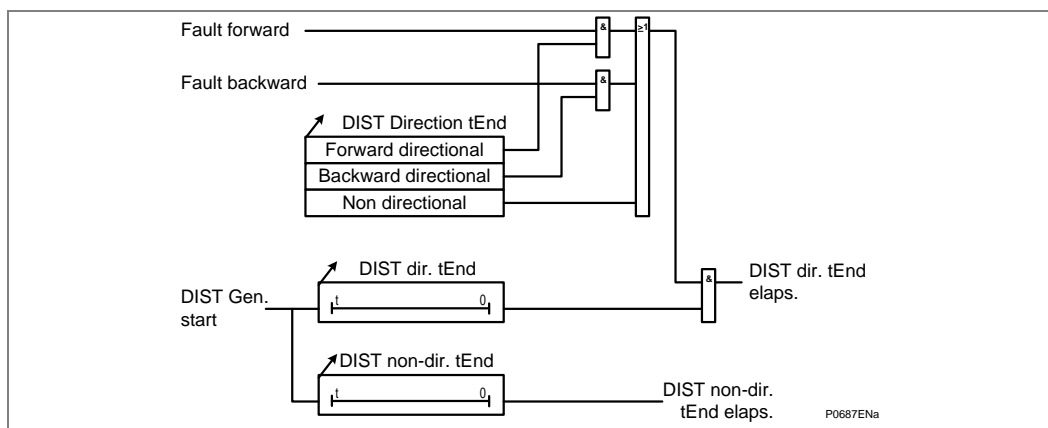 Fault forward
&
≥1
Fault backward
&
DIST Direction tEnd
Forward directional
Backward directional
Non directional
DIST dir. tEnd
&
DIST dir. tEnd
elaps.
DIST Gen.
start
t
0
DIST non-dir. tEnd
t
0
DIST non-dir.
tEnd elaps.
P0687ENa